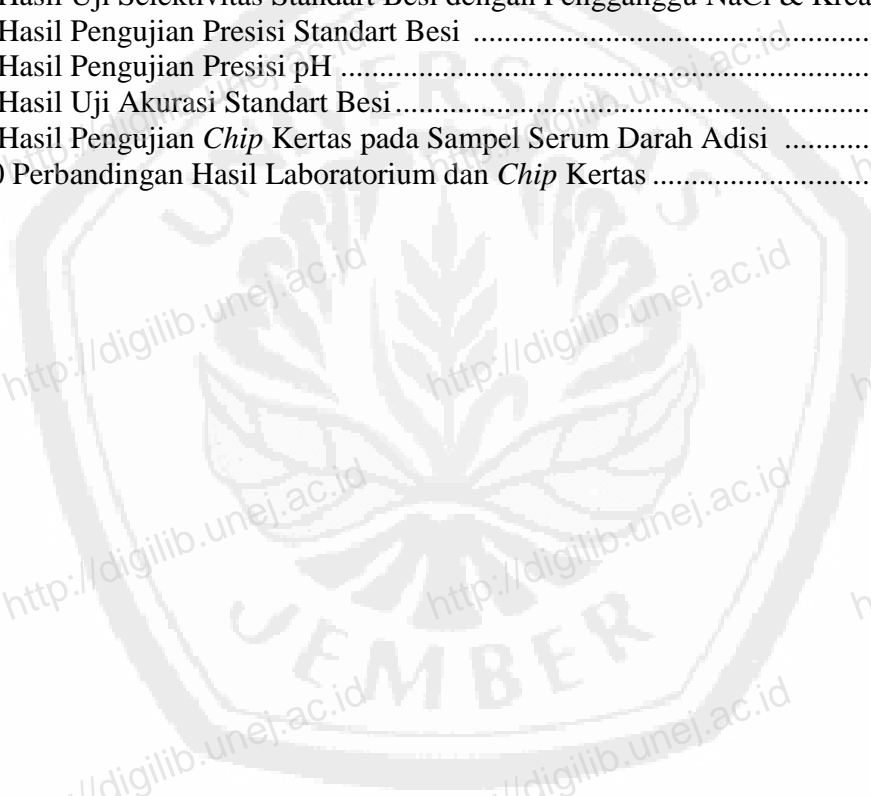 Hasil Uji Selektivitas Standart Besi dengan Pengganggu NaCl &
Hasil Pengujian Presisi Standart Besi ............................................................
Hasil Pengujian Presisi pH ................................................................................
Hasil Uji Akurasi Standart Besi .......................................................................
Hasil Pengujian Chip Kertas pada Sampel Serum Darah Adisi ............
0 Perbandingan Hasil Laboratorium dan Chip Kertas ................................
UNIVERSITAS
JEMBER
http://digilib.unej.ac.id
http://digilib.unej.ac.id
http://digilib.unej.ac.id
http://digilib.unej.ac.id
http://digilib.unej.ac.id
http://digilib.unej.ac.id